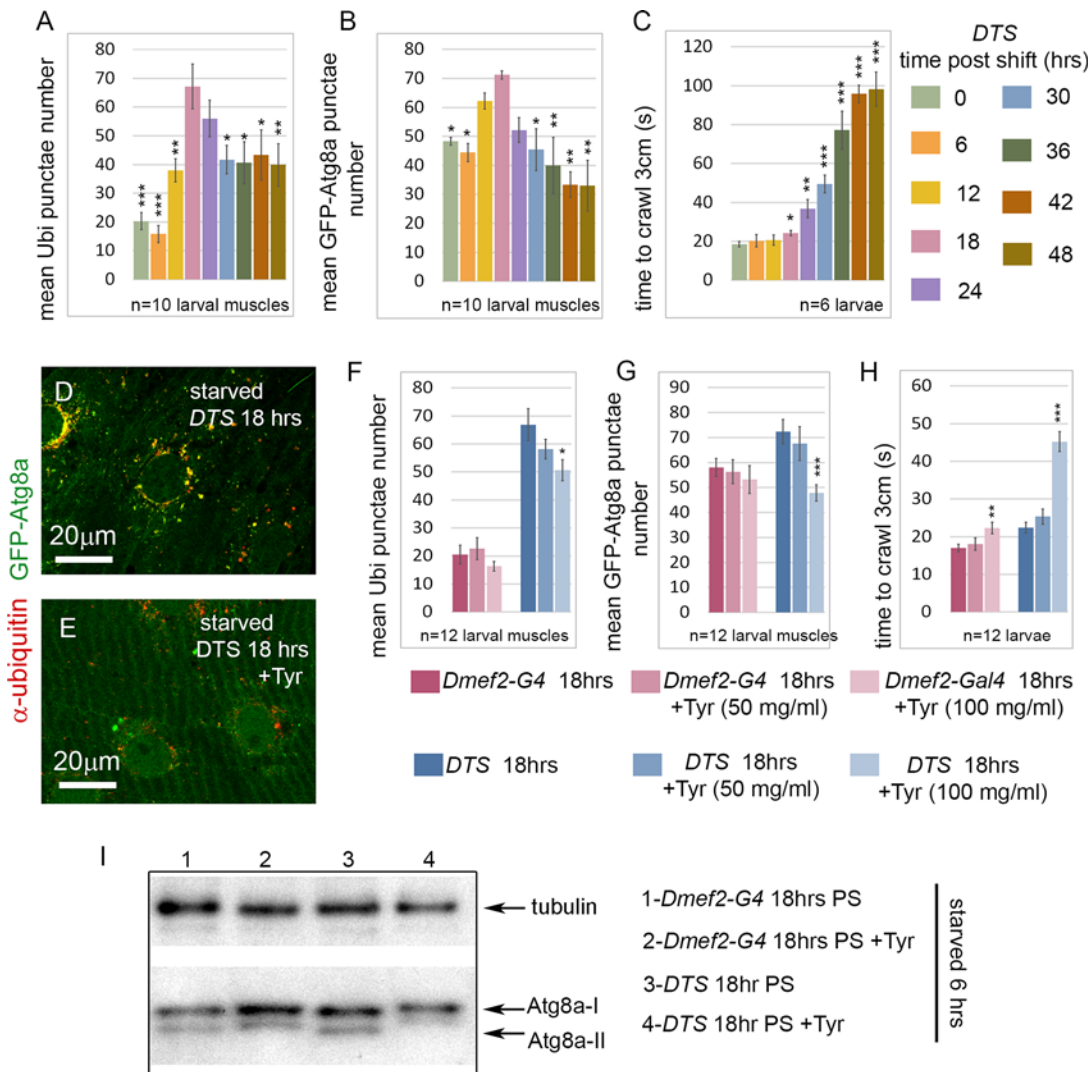 A
mean Ubi punctae number
80
70
60
50
40
30
20
10
0
***
***
**
*
*
*
**
n=10 larval muscles
B
mean GFP-Atg8a punctae
number
80
70
60
50
40
30
20
10
0
*
*
*
**
**
**
n=10 larval muscles
C
time to crawl 3cm (s)
120
100
80
60
40
20
0
*
**
***
***
***
***
n=6 larvae
DTS
time post shift (hrs)
0
30
6
36
12
42
18
48
24
D
starved
DTS 18 hrs
20μm
GFP-Atg8a
E
starved
DTS 18 hrs
+Tyr
20μm
α-ubiquitin
F
mean Ubi punctae number
80
70
60
50
40
30
20
10
0
*
n=12 larval muscles
G
mean GFP-Atg8a punctae
number
90
80
70
60
50
40
30
20
10
0
***
n=12 larval muscles
H
time to crawl 3cm (s)
60
50
40
30
20
10
0
**
***
n=12 larvae
Dmef2-G4 18hrs
Dmef2-G4 18hrs
+Tyr (50 mg/ml)
Dmef2-Gal4 18hrs
+Tyr (100 mg/ml)
DTS 18hrs
DTS 18hrs
+Tyr (50 mg/ml)
DTS 18hrs
+Tyr (100 mg/ml)
I
1 2 3 4
tubulin
Atg8a-I
Atg8a-II
1-Dmef2-G4 18hrs PS
2-Dmef2-G4 18hrs PS +Tyr
3-DTS 18hr PS
4-DTS 18hr PS +Tyr
starved 6 hrs